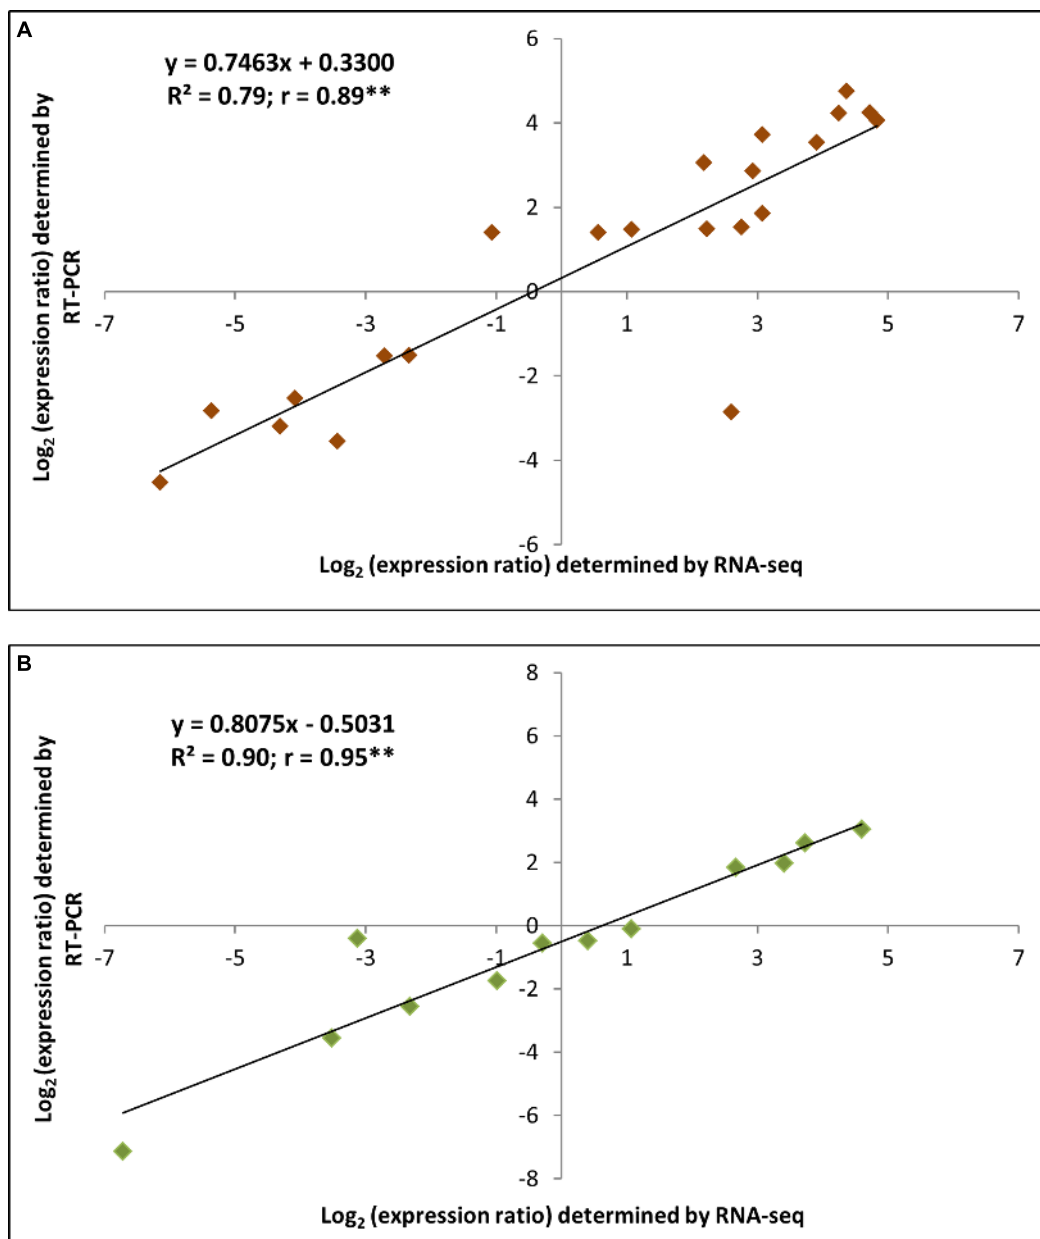 A
y = 0.7463x + 0.3300
R² = 0.79; r = 0.89**
Log₂ (expression ratio) determined by
RT-PCR
6
4
2
0
-2
-4
-6
-7 -5 -3 -1 1 3 5 7
Log₂ (expression ratio) determined by RNA-seq
B
y = 0.8075x - 0.5031
R² = 0.90; r = 0.95**
Log₂ (expression ratio) determined by
RT-PCR
8
6
4
2
0
-2
-4
-6
-8
-7 -5 -3 -1 1 3 5 7
Log₂ (expression ratio) determined by RNA-seq